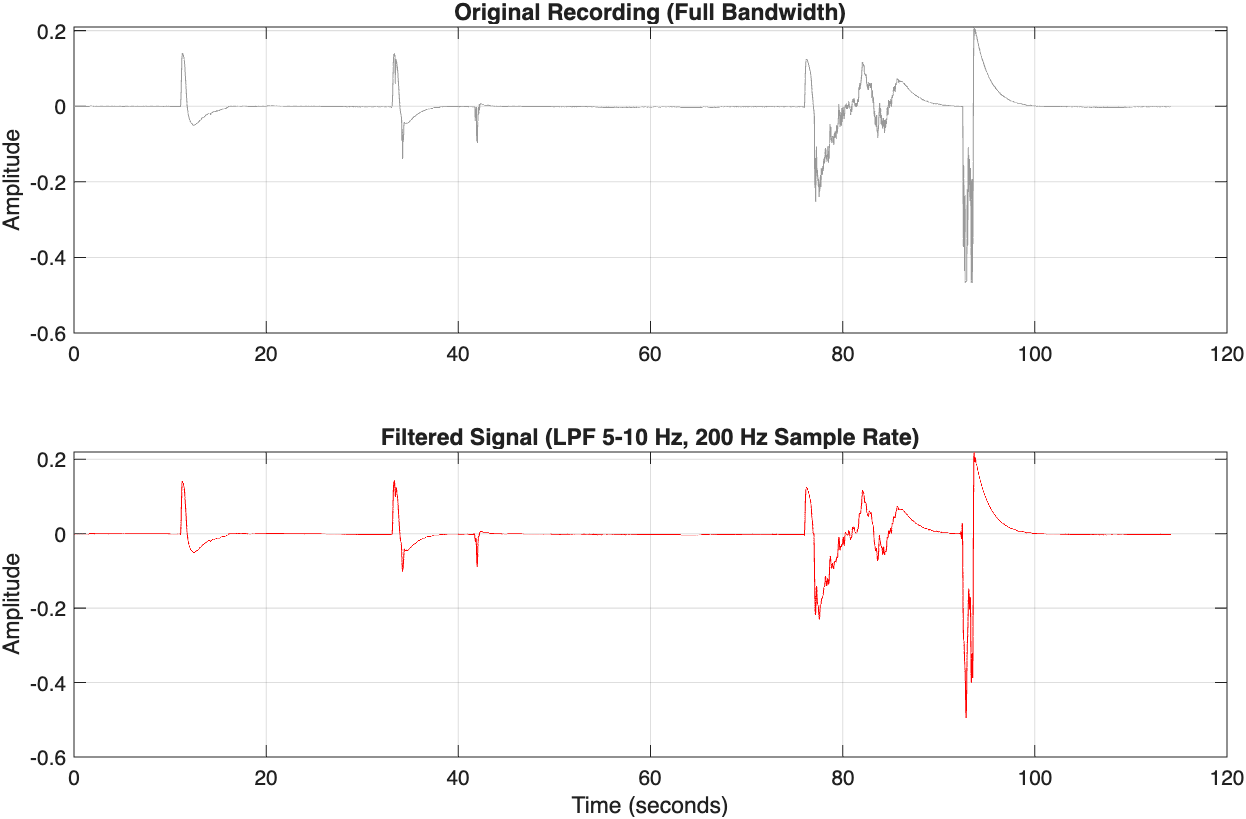 Original Recording (Full Bandwidth)
0.2
0
-0.2
-0.4
-0.6
Amplitude
0 20 40 60 80 100 120
Filtered Signal (LPF 5-10 Hz, 200 Hz Sample Rate)
0.2
0
-0.2
-0.4
-0.6
Amplitude
0 20 40 60 80 100 120
Time (seconds)